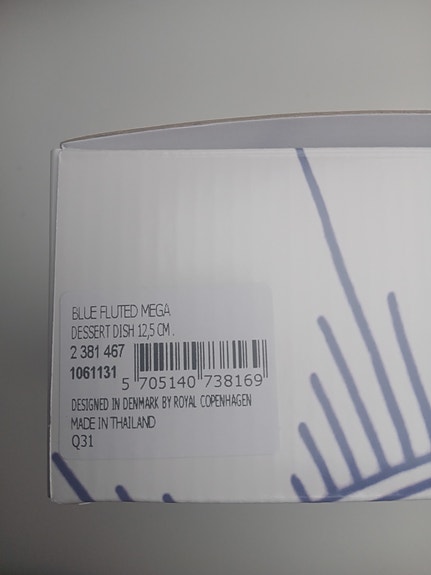 BLUE FLUTED MEGA
DESSERT DISH 12,5 CM .
2 381 467
1061131
5 705140 738169
DESIGNED IN DENMARK BY ROYAL COPENHAGEN
MADE IN THAILAND
Q31